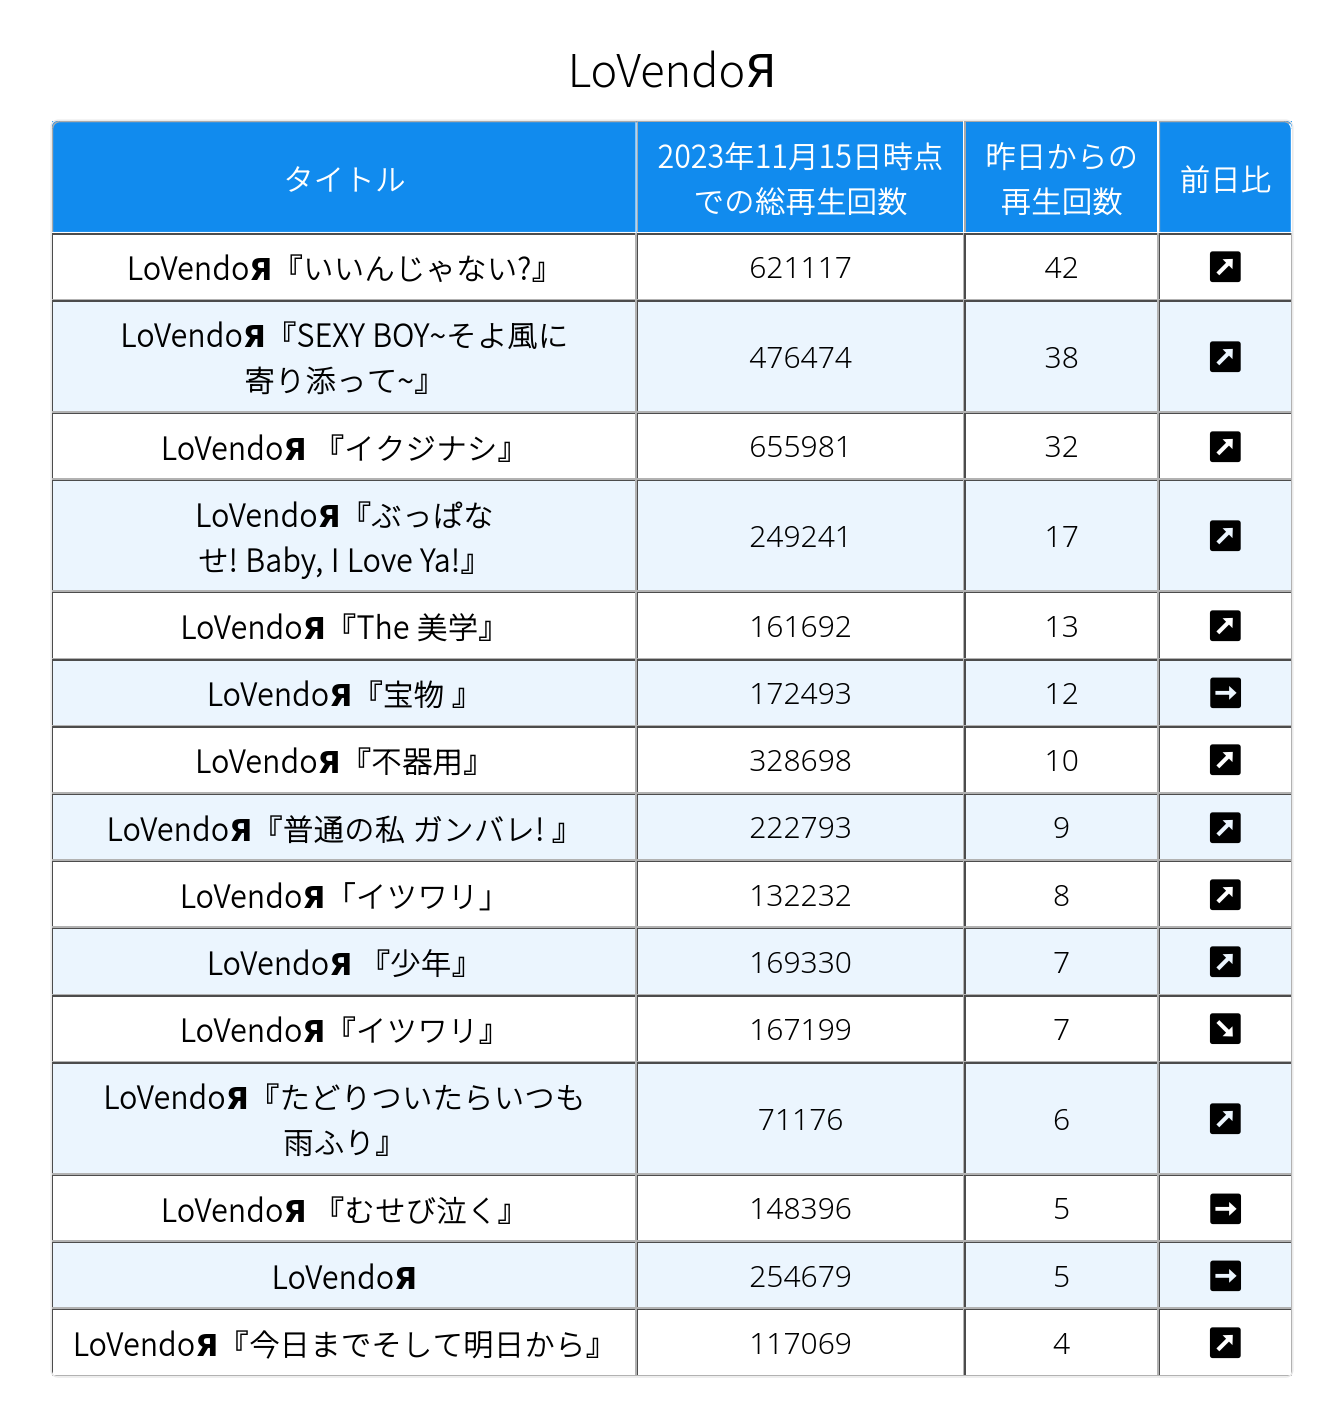 LoVendoЯ
タイトル
2023年11月15日時点
での総再生回数
昨日からの
再生回数
前日比
LoVendoЯ『いいんじゃない?』
621117
42
LoVendoЯ『SEXY BOY~そよ風に
寄り添って~』
476474
38
LoVendoЯ 『イクジナシ』
655981
32
LoVendoЯ『ぶっぱな
せ! Baby, I Love Ya!』
249241
17
LoVendoЯ『The 美学』
161692
13
LoVendoЯ『宝物 』
172493
12
LoVendoЯ『不器用』
328698
10
LoVendoЯ『普通の私 ガンバレ! 』
222793
9
LoVendoЯ「イツワリ」
132232
8
LoVendoЯ 『少年』
169330
7
LoVendoЯ『イツワリ』
167199
7
LoVendoЯ『たどりついたらいつも
雨ふり』
71176
6
LoVendoЯ 『むせび泣く』
148396
5
LoVendoЯ
254679
5
LoVendoЯ『今日までそして明日から』
117069
4